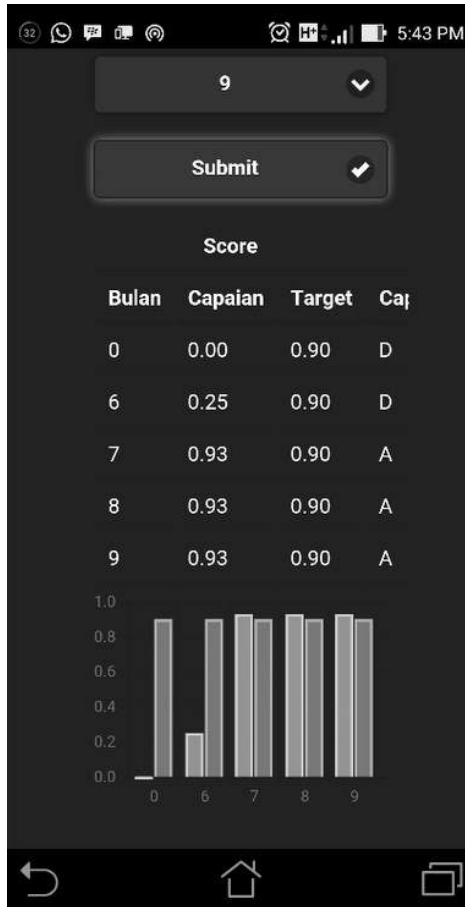 32 H+ 5:43 PM
9
Submit
Score
Bulan Capaian Target Cap
0 0.00 0.90 D
6 0.25 0.90 D
7 0.93 0.90 A
8 0.93 0.90 A
9 0.93 0.90 A
1.0
0.8
0.6
0.4
0.2
0.0
0 6 7 8 9